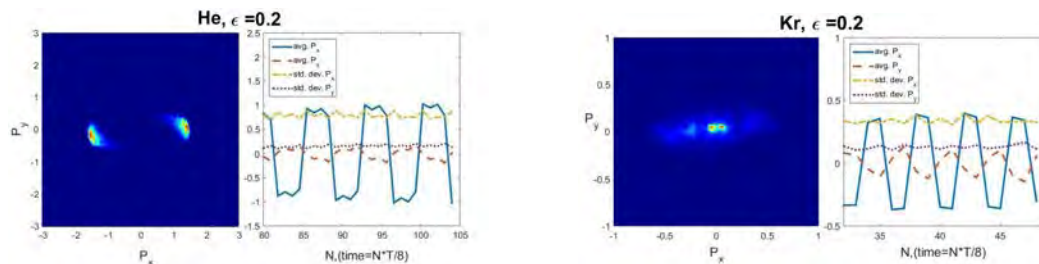 He, ϵ =0.2
3
2
1
0
-1
-2
-3
P_y
-3 -2 -1 0 1 2 3
P_x
2.5
2
1.5
1
0.5
0
-0.5
-1
-1.5
avg. P_x
avg. P_y
std. dev. P_x
std. dev. P_y
80 85 90 95 100 105
N,(time=N*T/8)
Kr, ϵ =0.2
1
0.5
0
-0.5
-1
P_y
-1 -0.5 0 0.5 1
P_x
1
0.5
0
-0.5
avg. P_x
avg. P_y
std. dev. P_x
std. dev. P_y
35 40 45
N,(time=N*T/8)